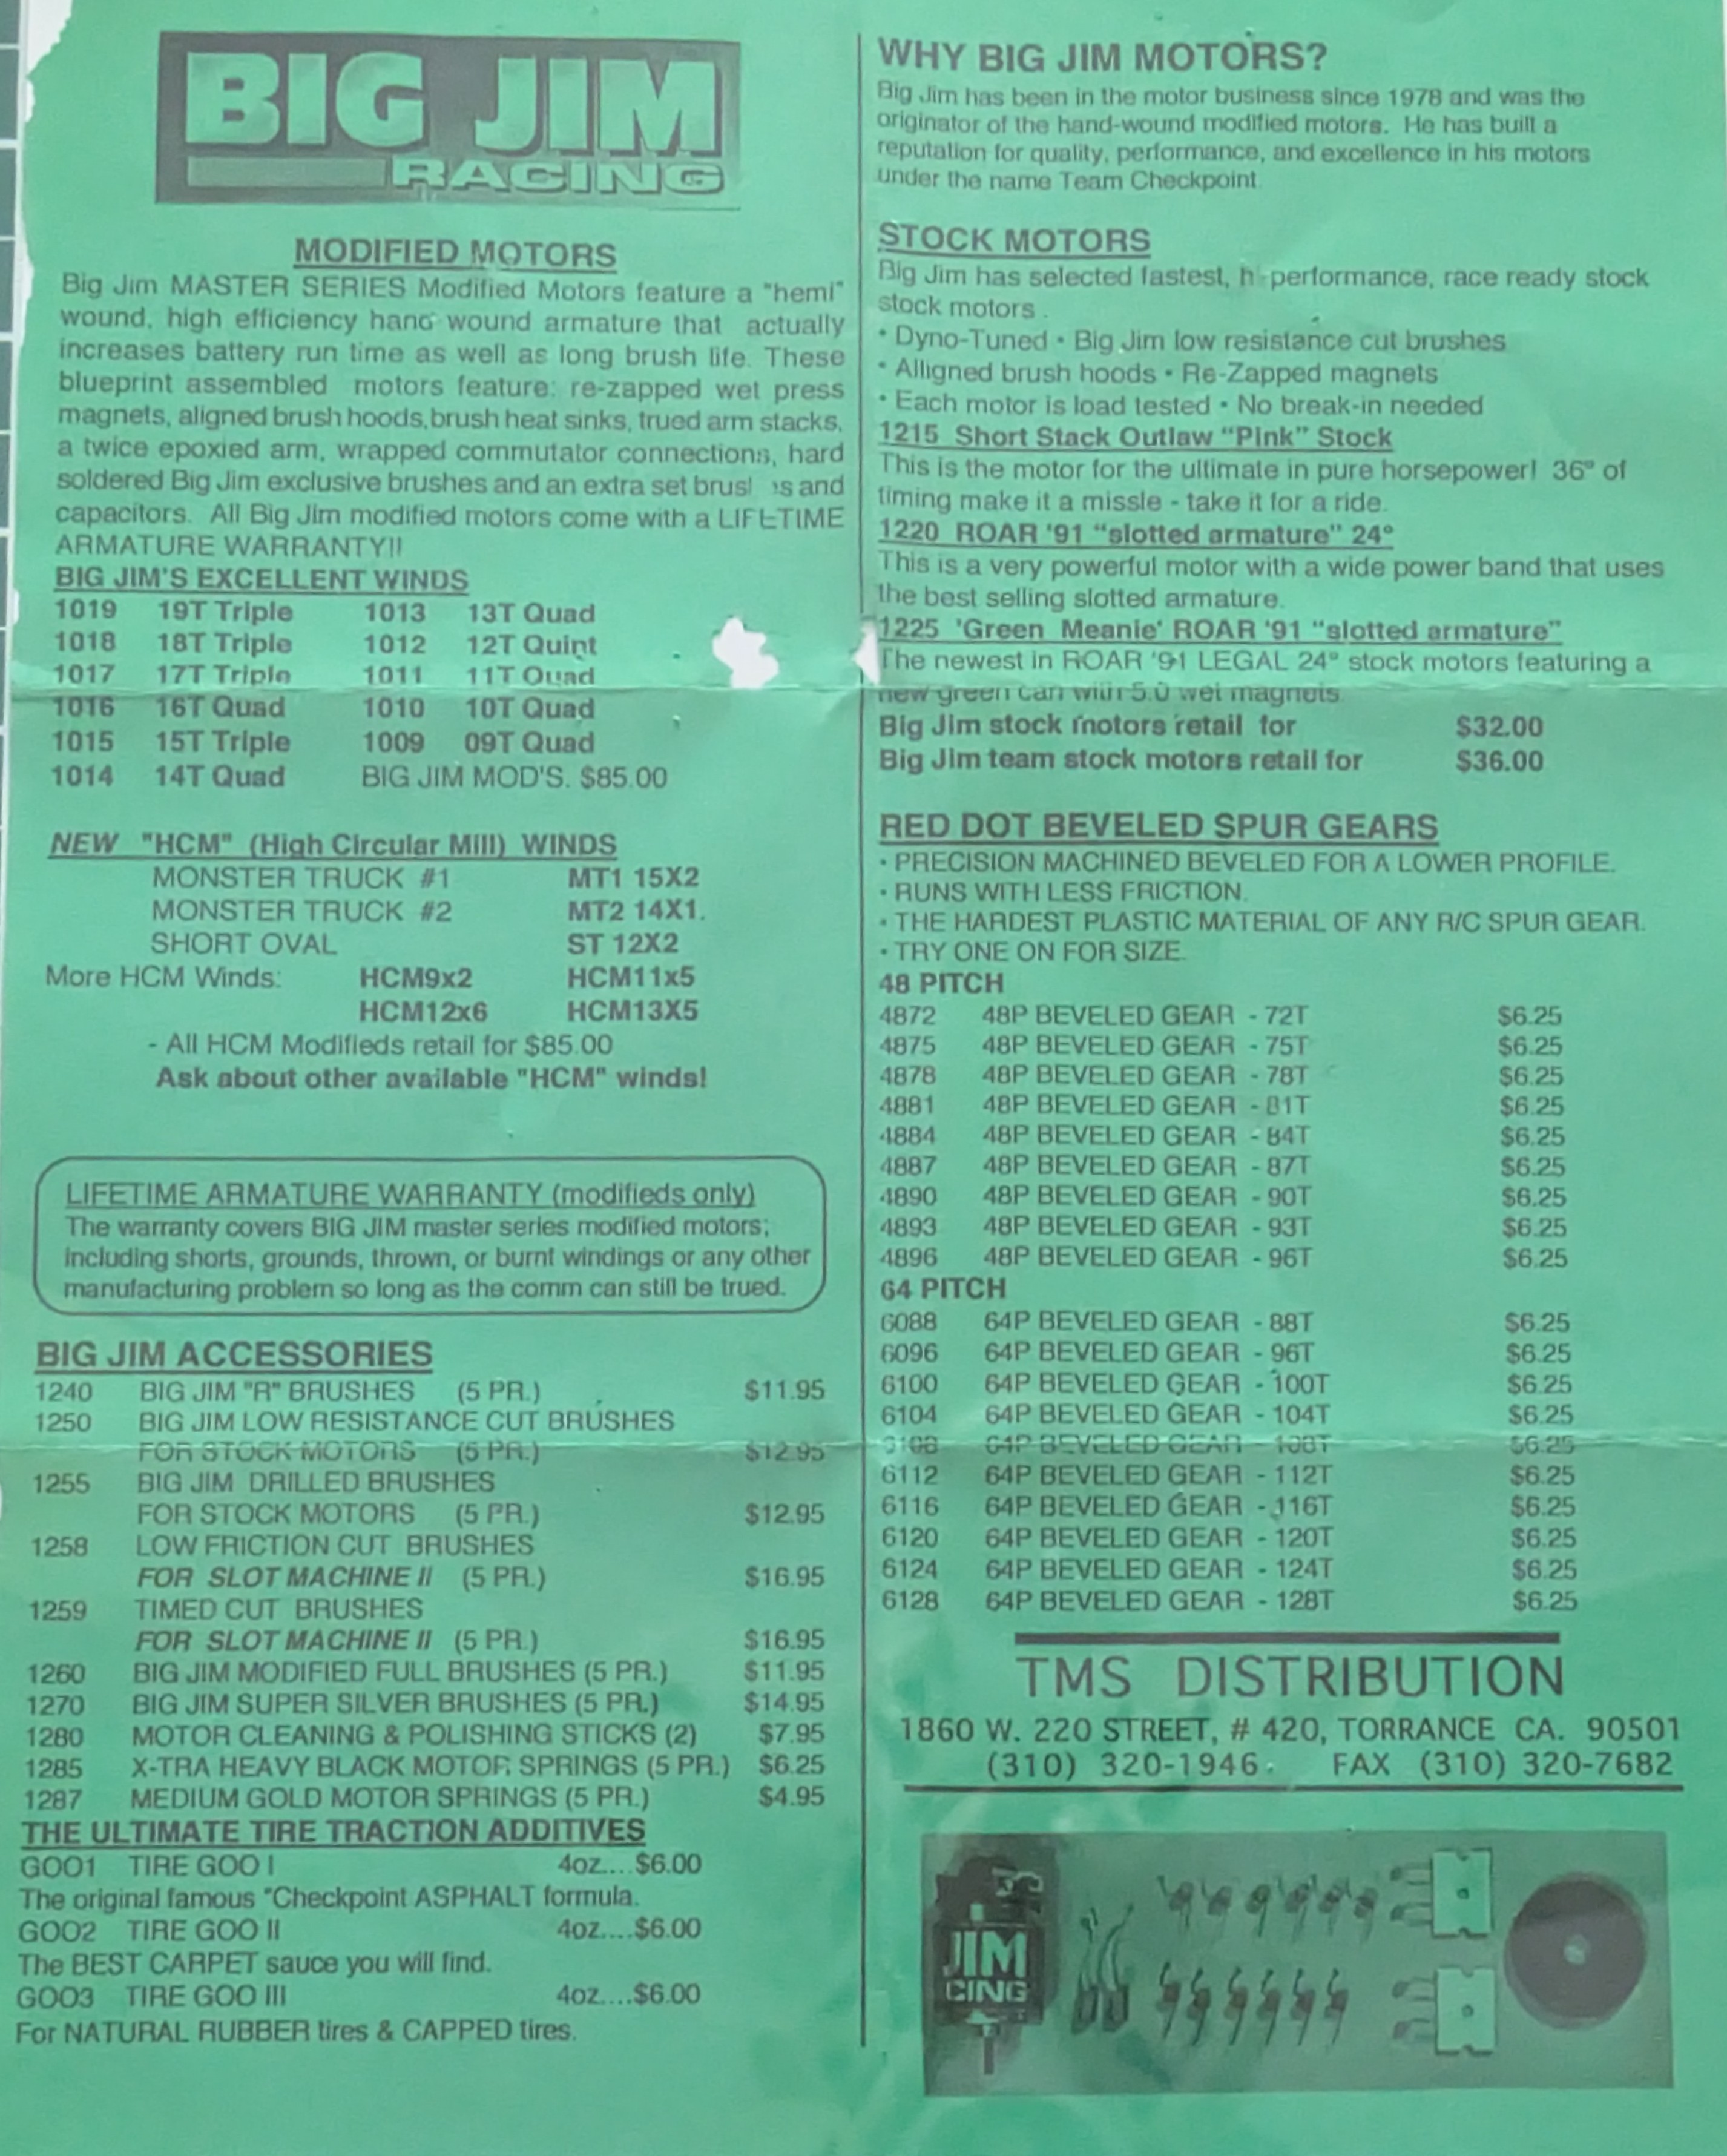 BIG JIM
RACING
MODIFIED MOTORS
Big Jim MASTER SERIES Modified Motors feature a "hemi"
wound, high efficiency hand wound armature that actually
increases battery run time as well as long brush life. These
blueprint assembled motors feature: re-zapped wet press
magnets, aligned brush hoods, brush heat sinks, trued arm stacks,
a twice epoxied arm, wrapped commutator connections, hard
soldered Big Jim exclusive brushes and an extra set and
capacitors. All Big Jim modified motors come with a LIFETIME
ARMATURE WARRANTY!!
BIG JIM'S EXCELLENT WINDS
1019 19T Triple 1013 13T Quad
1018 18T Triple 1012 12T Quint
1017 17T Triple 1011 11T Quad
1016 16T Quad 1010 10T Quad
1015 15T Triple 1009 09T Quad
1014 14T Quad BIG JIM MOD'S. $85.00
NEW "HCM" (High Circular Mill) WINDS
MONSTER TRUCK #1 MT1 15X2
MONSTER TRUCK #2 MT2 14X1.
SHORT OVAL ST 12X2
More HCM Winds: HCM9x2 HCM11x5
HCM12x6 HCM13X5
- All HCM Modifieds retail for $85.00
Ask about other available "HCM" winds!
LIFETIME ARMATURE WARRANTY (modifieds only)
The warranty covers BIG JIM master series modified motors;
including shorts, grounds, thrown, or burnt windings or any other
manufacturing problem so long as the comm can still be trued.
BIG JIM ACCESSORIES
1240 BIG JIM "R" BRUSHES (5 PR.) $11.95
1250 BIG JIM LOW RESISTANCE CUT BRUSHES
FOR STOCK MOTORS (5 PR.) $12.95
1255 BIG JIM DRILLED BRUSHES
FOR STOCK MOTORS (5 PR.) $12.95
1258 LOW FRICTION CUT BRUSHES
FOR SLOT MACHINE II (5 PR.) $16.95
1259 TIMED CUT BRUSHES
FOR SLOT MACHINE II (5 PR.) $16.95
1260 BIG JIM MODIFIED FULL BRUSHES (5 PR.) $11.95
1270 BIG JIM SUPER SILVER BRUSHES (5 PR.) $14.95
1280 MOTOR CLEANING & POLISHING STICKS (2) $7.95
1285 X-TRA HEAVY BLACK MOTOR SPRINGS (5 PR.) $6.25
1287 MEDIUM GOLD MOTOR SPRINGS (5 PR.) $4.95
THE ULTIMATE TIRE TRACTION ADDITIVES
GOO1 TIRE GOO I 4oz....$6.00
The original famous "Checkpoint ASPHALT formula.
GOO2 TIRE GOO II 4oz....$6.00
The BEST CARPET sauce you will find.
GOO3 TIRE GOO III 4oz....$6.00
For NATURAL RUBBER tires & CAPPED tires.
WHY BIG JIM MOTORS?
Big Jim has been in the motor business since 1978 and was the
originator of the hand-wound modified motors. He has built a
reputation for quality, performance, and excellence in his motors
under the name Team Checkpoint.
STOCK MOTORS
Big Jim has selected fastest, performance, race ready stock
stock motors.
• Dyno-Tuned • Big Jim low resistance cut brushes
• Alligned brush hoods • Re-Zapped magnets
• Each motor is load tested • No break-in needed
1215 Short Stack Outlaw "Pink" Stock
This is the motor for the ultimate in pure horsepower! 36° of
timing make it a missle - take it for a ride.
1220 ROAR '91 "slotted armature" 24°
This is a very powerful motor with a wide power band that uses
the best selling slotted armature.
1225 'Green Meanie' ROAR '91 "slotted armature"
The newest in ROAR '91 LEGAL 24° stock motors featuring a
new green can with 5.0 wet magnets.
Big Jim stock motors retail for $32.00
Big Jim team stock motors retail for $36.00
RED DOT BEVELED SPUR GEARS
• PRECISION MACHINED BEVELED FOR A LOWER PROFILE.
• RUNS WITH LESS FRICTION.
• THE HARDEST PLASTIC MATERIAL OF ANY R/C SPUR GEAR.
• TRY ONE ON FOR SIZE.
48 PITCH
4872 48P BEVELED GEAR - 72T $6.25
4875 48P BEVELED GEAR - 75T $6.25
4878 48P BEVELED GEAR - 78T $6.25
4881 48P BEVELED GEAR - 81T $6.25
4884 48P BEVELED GEAR - 84T $6.25
4887 48P BEVELED GEAR - 87T $6.25
4890 48P BEVELED GEAR - 90T $6.25
4893 48P BEVELED GEAR - 93T $6.25
4896 48P BEVELED GEAR - 96T $6.25
64 PITCH
6088 64P BEVELED GEAR - 88T $6.25
6096 64P BEVELED GEAR - 96T $6.25
6100 64P BEVELED GEAR - 100T $6.25
6104 64P BEVELED GEAR - 104T $6.25
6108 64P BEVELED GEAR - 108T $6.25
6112 64P BEVELED GEAR - 112T $6.25
6116 64P BEVELED GEAR - 116T $6.25
6120 64P BEVELED GEAR - 120T $6.25
6124 64P BEVELED GEAR - 124T $6.25
6128 64P BEVELED GEAR - 128T $6.25
TMS DISTRIBUTION
1860 W. 220 STREET, # 420, TORRANCE CA. 90501
(310) 320-1946 FAX (310) 320-7682
JIM
CING